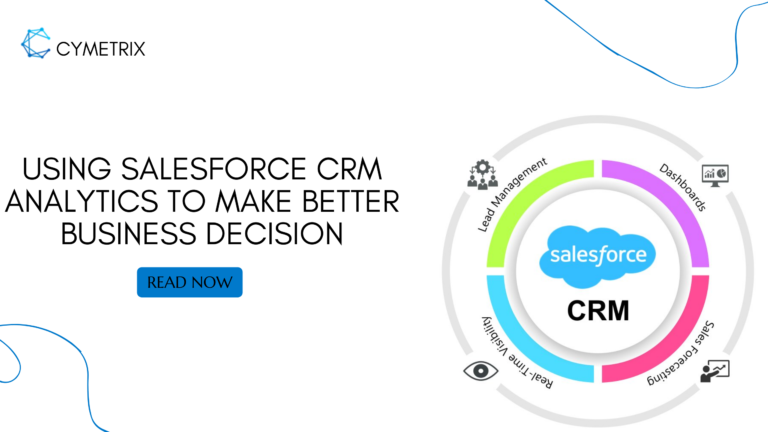 CYMETRIX
USING SALESFORCE CRM
ANALYTICS TO MAKE BETTER
BUSINESS DECISION
READ NOW
Lead Management
Dashboards
salesforce
CRM
Real-Time Visibility
Sales Forecasting